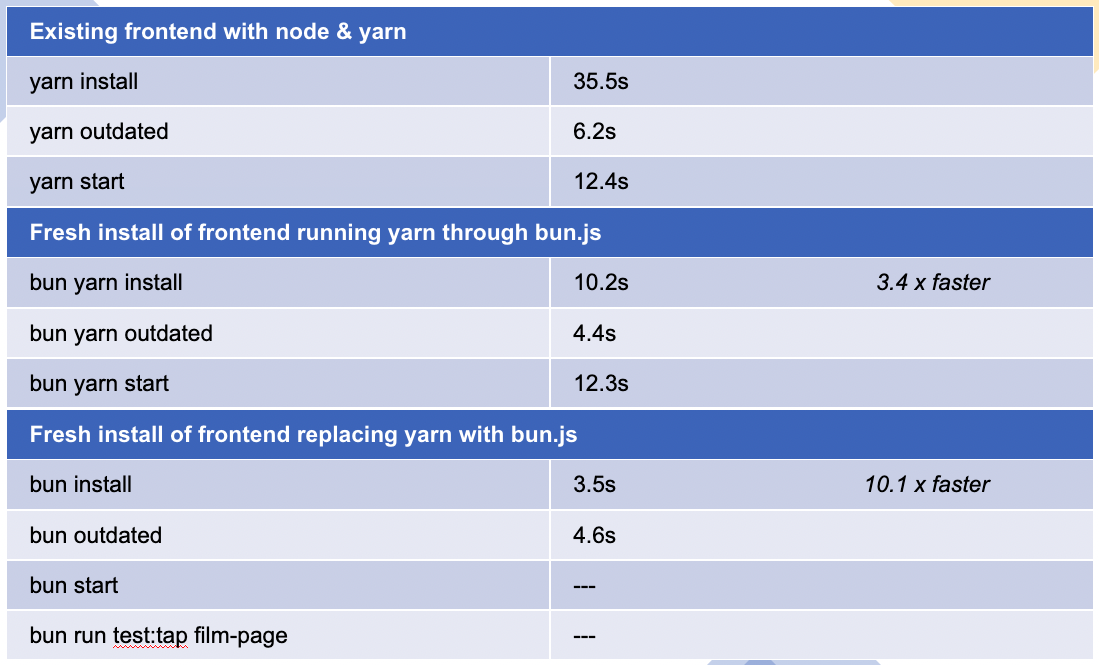 Existing frontend with node & yarn
yarn install 35.5s
yarn outdated 6.2s
yarn start 12.4s
Fresh install of frontend running yarn through bun.js
bun yarn install 10.2s 3.4 x faster
bun yarn outdated 4.4s
bun yarn start 12.3s
Fresh install of frontend replacing yarn with bun.js
bun install 3.5s 10.1 x faster
bun outdated 4.6s
bun start ---
bun run test:tap film-page ---